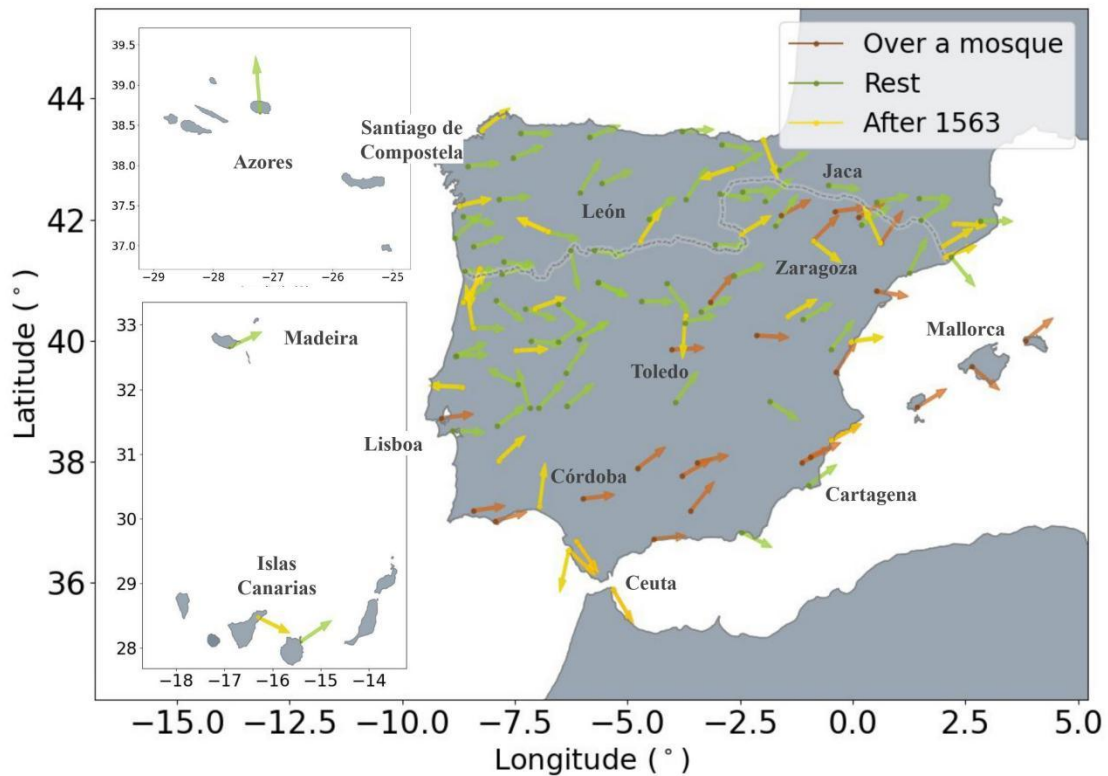 Over a mosque
Rest
After 1563
39.5
39.0
38.5
38.0
37.5
37.0
−29
−28
−27
−26
−25
Azores
33
32
31
30
29
28
−18
−17
−16
−15
−14
Madeira
Islas
Canarias
Santiago de
Compostela
León
Jaca
Zaragoza
Mallorca
Toledo
Lisboa
Córdoba
Cartagena
Ceuta
44
42
40
38
36
Latitude (°)
−15.0
−12.5
−10.0
−7.5
−5.0
−2.5
0.0
2.5
5.0
Longitude (°)